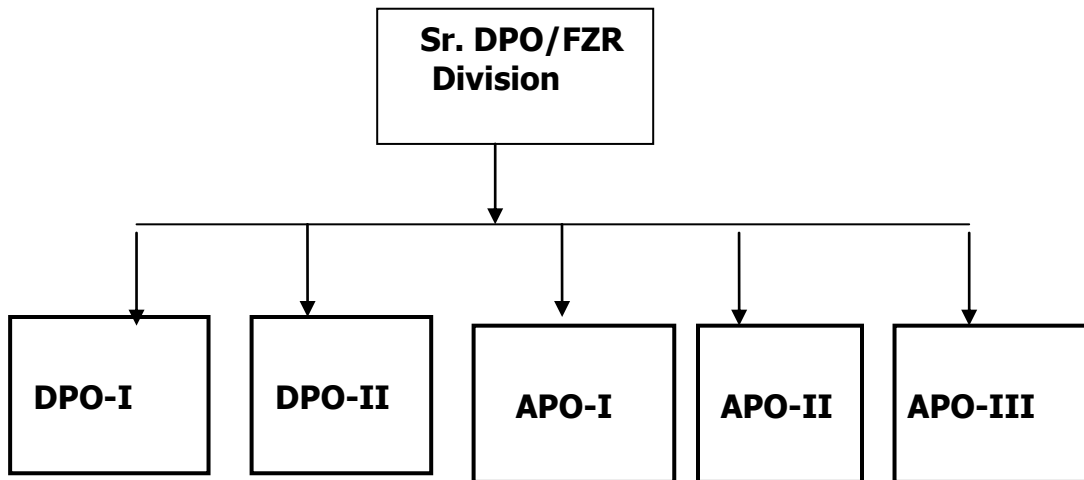 Sr. DPO/FZR
Division
DPO-I
DPO-II
APO-I
APO-II
APO-III